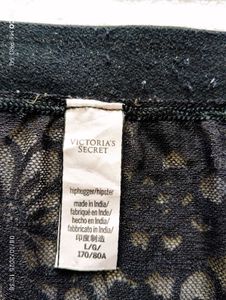 VICTORIA'S
SECRET
hiphugger/hipster
made in India/
fabriqué en Inde/
hecho en India/
fabbricato in India/
印度制造
L/G/
170/80A